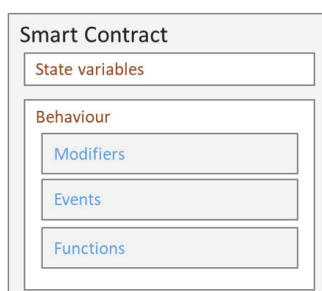 Smart Contract
State variables
Behaviour
Modifiers
Events
Functions